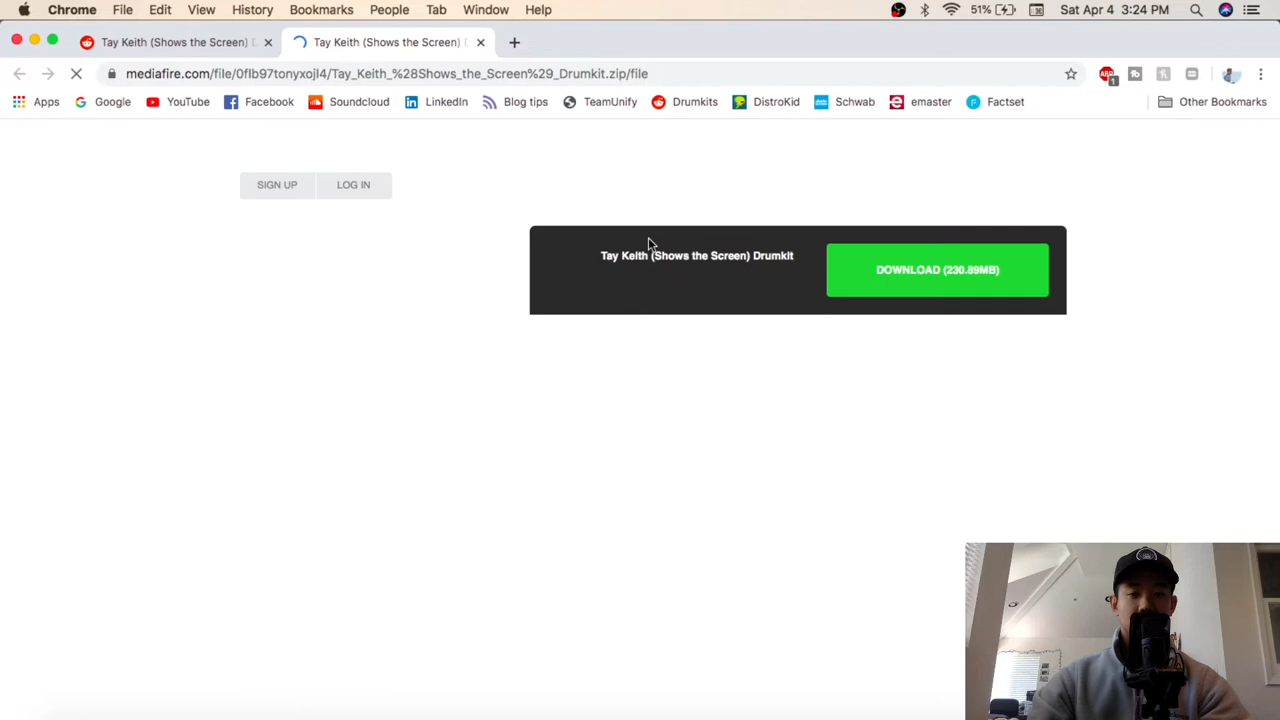 Chrome File Edit View History Bookmarks People Tab Window Help 51% Sat Apr 4 3:24 PM
Tay Keith (Shows the Screen) Tay Keith (Shows the Screen)
mediafire.com/file/0flb97tonyxojl4/Tay_Keith_%28Shows_the_Screen%29_Drumkit.zip/file
Apps Google YouTube Facebook Soundcloud LinkedIn Blog tips TeamUnify Drumkits DistroKid Schwab emaster Factset Other Bookmarks
SIGN UP LOG IN
Tay Keith (Shows the Screen) Drumkit
DOWNLOAD (230.89MB)